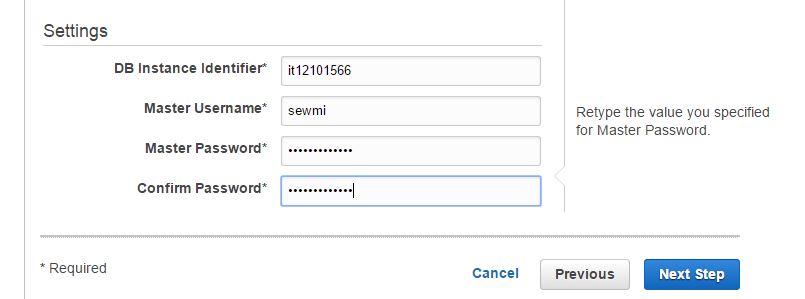 Settings
DB Instance Identifier* it12101566
Master Username* sewmi
Master Password* •••••••••••••
Confirm Password* •••••••••••••
Retype the value you specified
for Master Password.
* Required
Cancel Previous Next Step